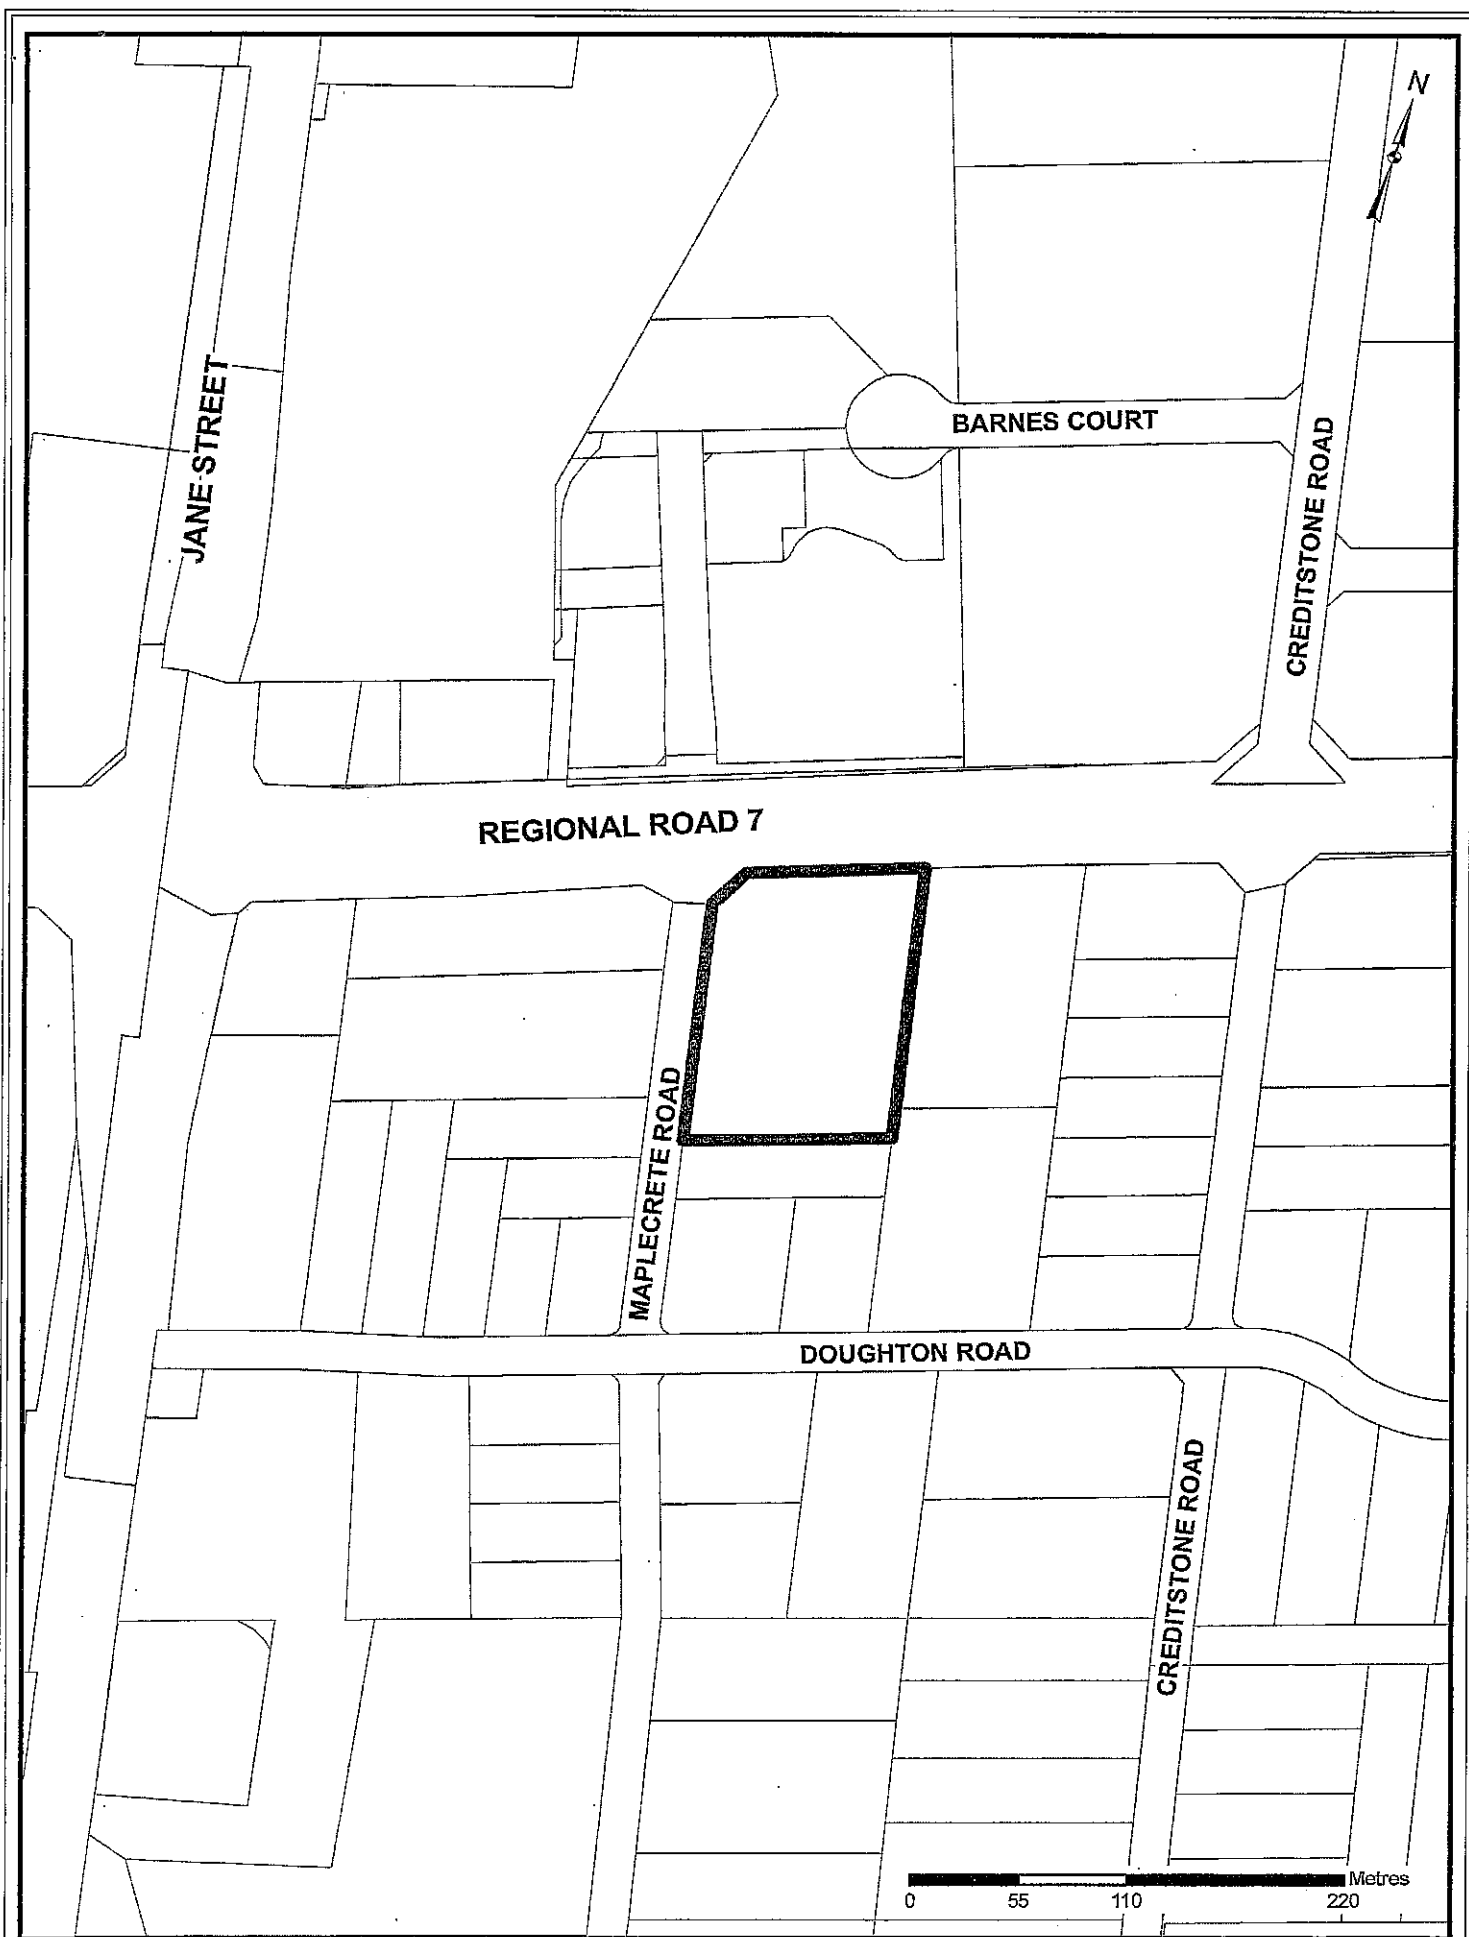 N
JANE STREET
BARNES COURT
CREDITSTONE ROAD
REGIONAL ROAD 7
MAPLECRETE ROAD
DOUGHTON ROAD
CREDITSTONE ROAD
Metres
0 55 110 220